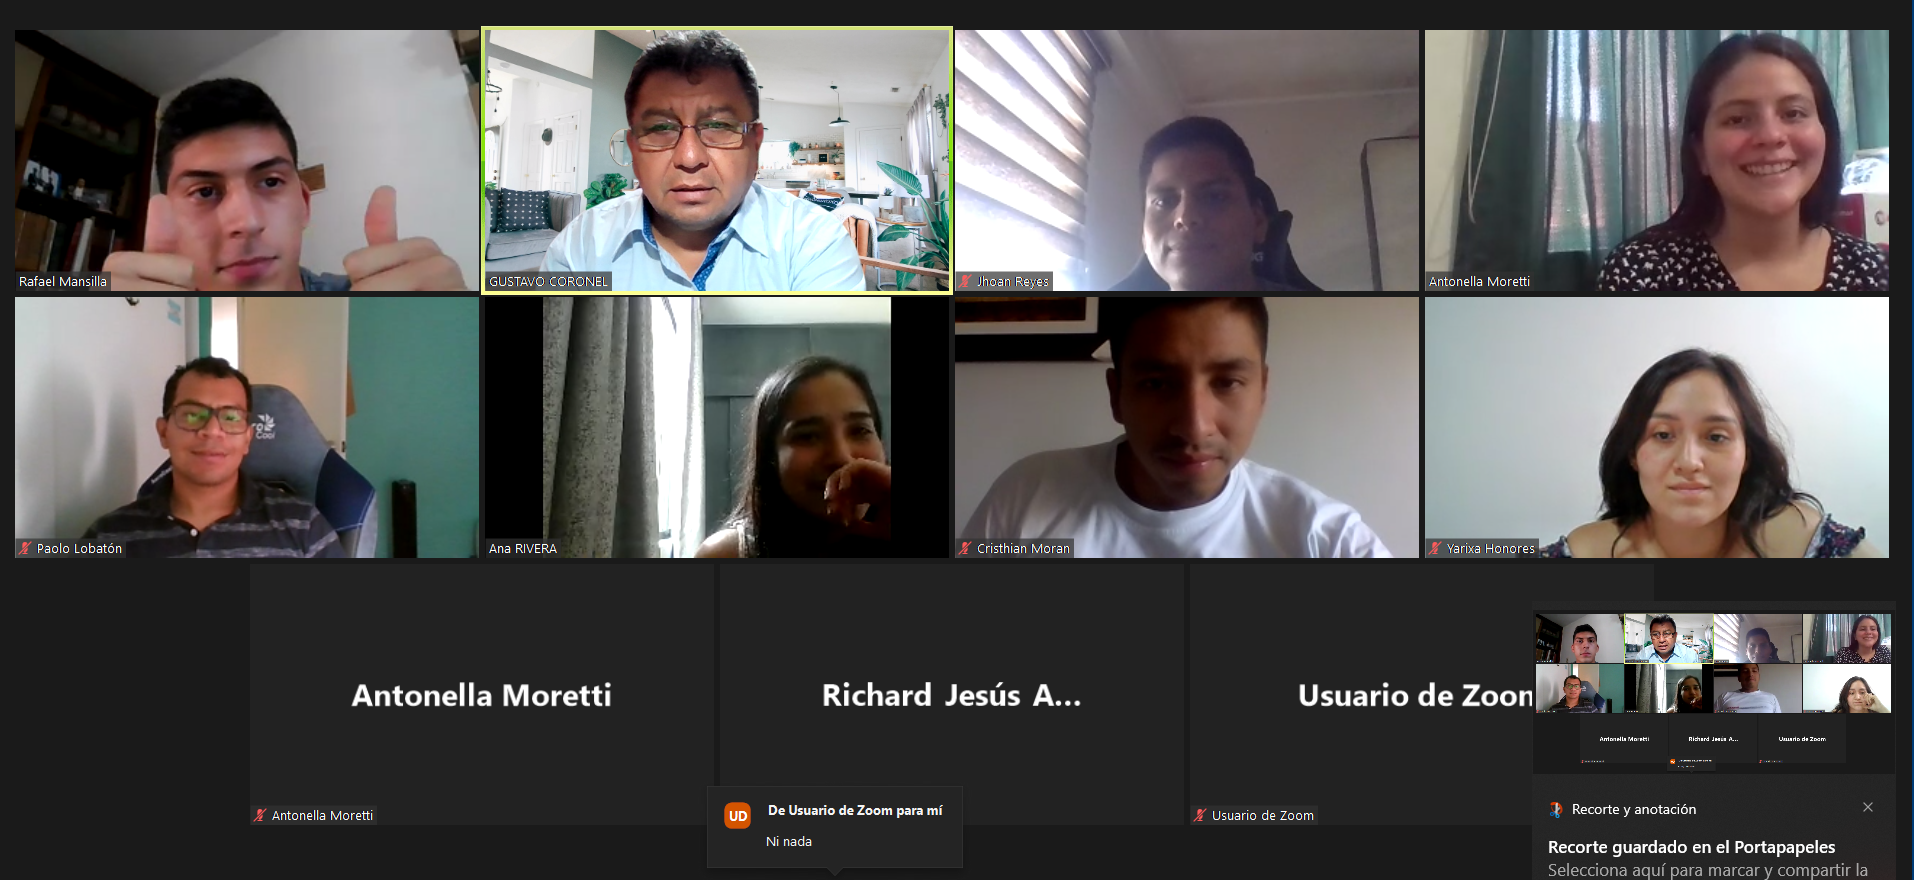 Rafael Mansilla
GUSTAVO CORONEL
Jhoan Reyes
Antonella Moretti
Paolo Lobatón
Ana RIVERA
Cristhian Moran
Yarixa Honores
Antonella Moretti
Richard Jesús A...
Usuario de Zoom
Antonella Moretti
Usuario de Zoom
UD
De Usuario de Zoom para mí
Ni nada
Antonella Moretti
Richard Jesús A...
Usuario de Zoom
Recorte y anotación
Recorte guardado en el Portapapeles
Selecciona aquí para marcar y compartir la